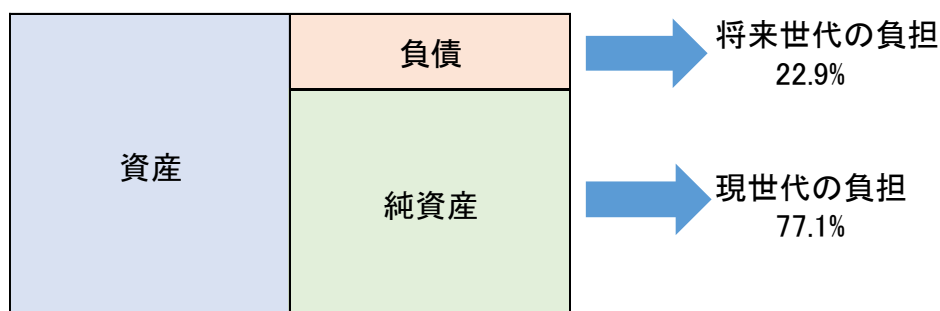 資産
負債
純資産
将来世代の負担
22.9%
現世代の負担
77.1%